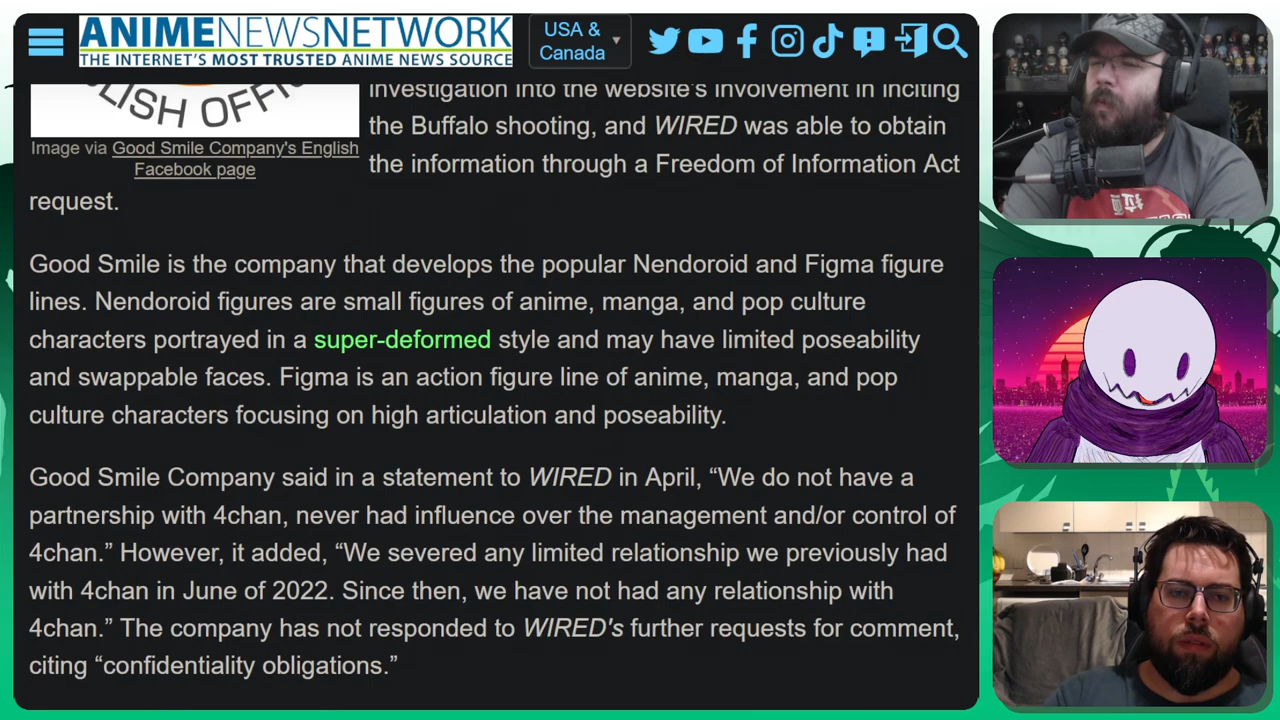 ANIMENEWSNETWORK
THE INTERNET'S MOST TRUSTED ANIME NEWS SOURCE
USA &
Canada
LISH OFFI
Image via Good Smile Company's English
Facebook page
investigation into the website's involvement in inciting
the Buffalo shooting, and WIRED was able to obtain
the information through a Freedom of Information Act
request.
Good Smile is the company that develops the popular Nendoroid and Figma figure
lines. Nendoroid figures are small figures of anime, manga, and pop culture
characters portrayed in a super-deformed style and may have limited poseability
and swappable faces. Figma is an action figure line of anime, manga, and pop
culture characters focusing on high articulation and poseability.
Good Smile Company said in a statement to WIRED in April, “We do not have a
partnership with 4chan, never had influence over the management and/or control of
4chan.” However, it added, “We severed any limited relationship we previously had
with 4chan in June of 2022. Since then, we have not had any relationship with
4chan.” The company has not responded to WIRED's further requests for comment,
citing “confidentiality obligations.”